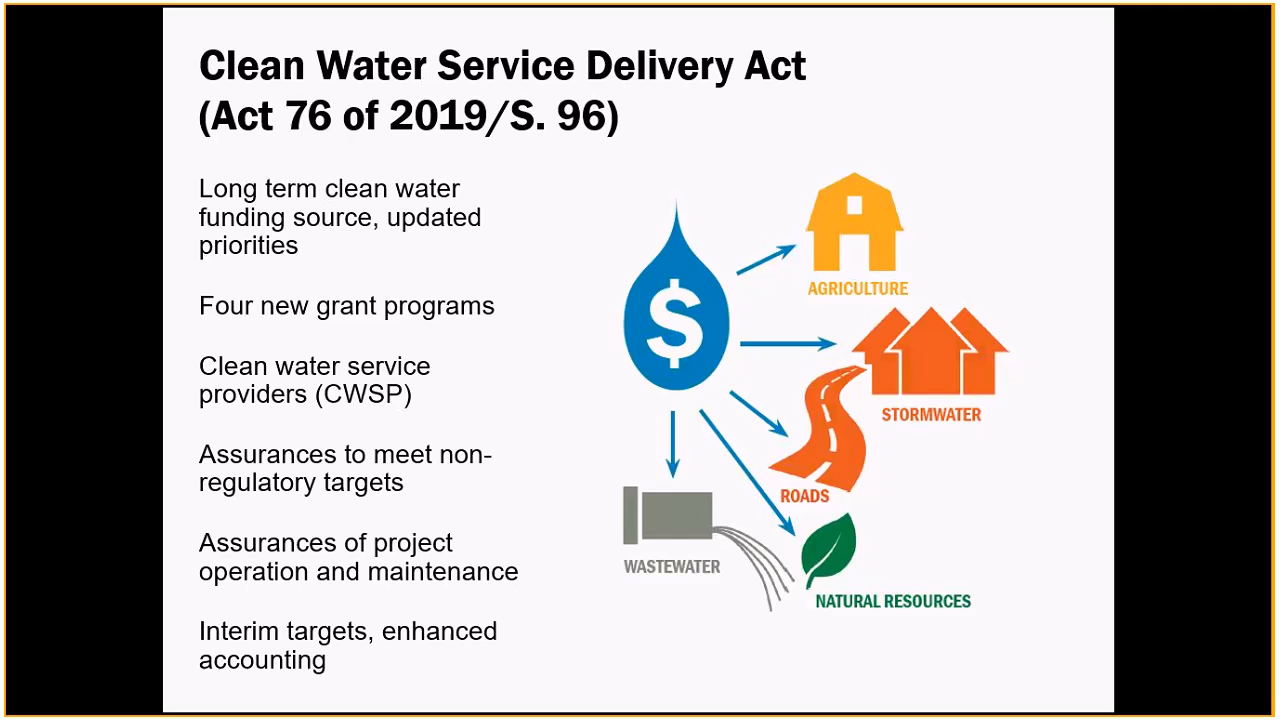 Clean Water Service Delivery Act
(Act 76 of 2019/S. 96)
Long term clean water
funding source, updated
priorities
Four new grant programs
Clean water service
providers (CWSP)
Assurances to meet non-
regulatory targets
Assurances of project
operation and maintenance
Interim targets, enhanced
accounting
$
AGRICULTURE
STORMWATER
ROADS
WASTEWATER
NATURAL RESOURCES